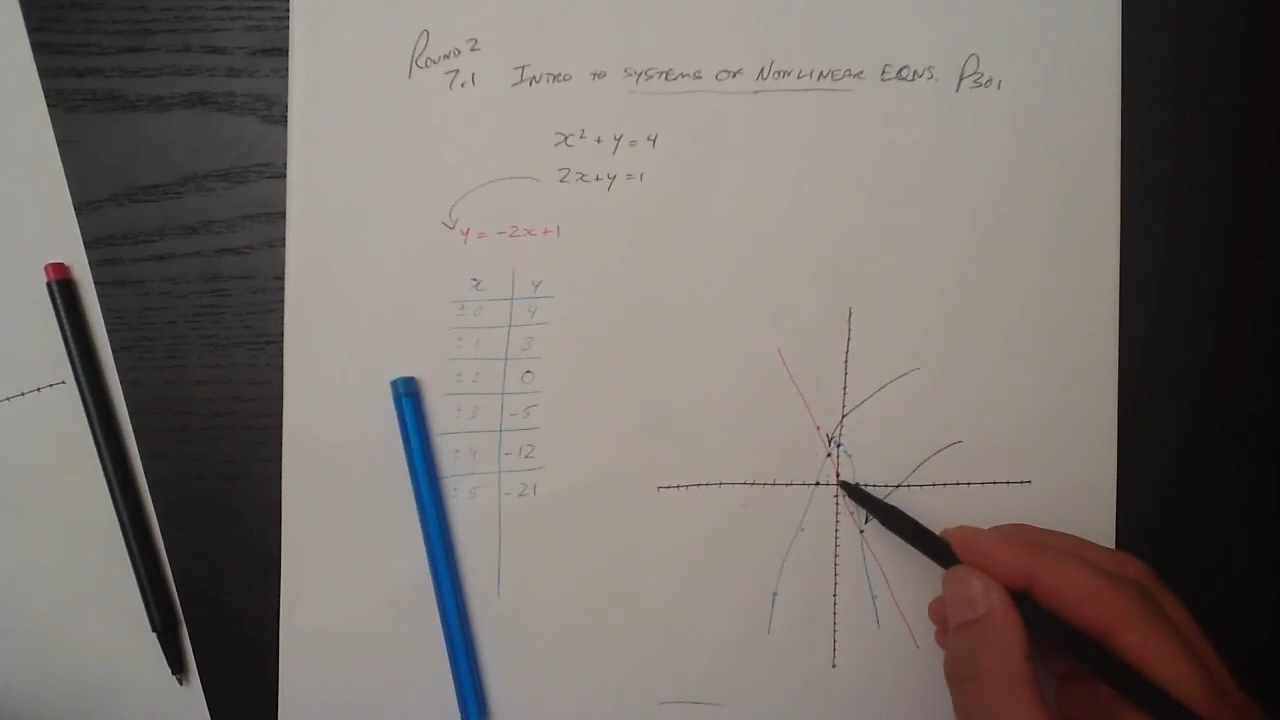 ROUND 2
7.1 INTRO TO SYSTEMS OF NONLINEAR EQNS. P301
x² + y = 4
2x+y=1
y = -2x+1
x y
±0 4
±1 3
±2 0
±3 -5
±4 -12
±5 -21